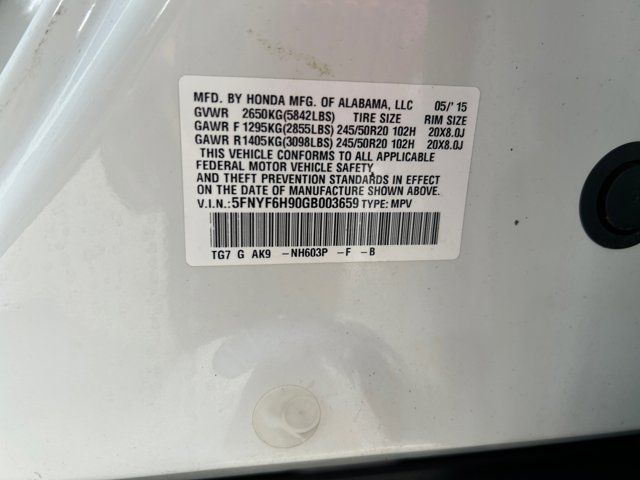 MFD. BY HONDA MFG. OF ALABAMA, LLC 05/'15
GVWR 2650KG(5842LBS) TIRE SIZE RIM SIZE
GAWR F 1295KG(2855LBS) 245/50R20 102H 20X8.0J
GAWR R1405KG(3098LBS) 245/50R20 102H 20X8.0J
THIS VEHICLE CONFORMS TO ALL APPLICABLE
FEDERAL MOTOR VEHICLE SAFETY
AND THEFT PREVENTION STANDARDS IN EFFECT
ON THE DATE OF MANUFACTURE SHOWN ABOVE.
V.I.N.:5FNYF6H90GB003659 TYPE: MPV
TG7 G AK9 -NH603P -F -B